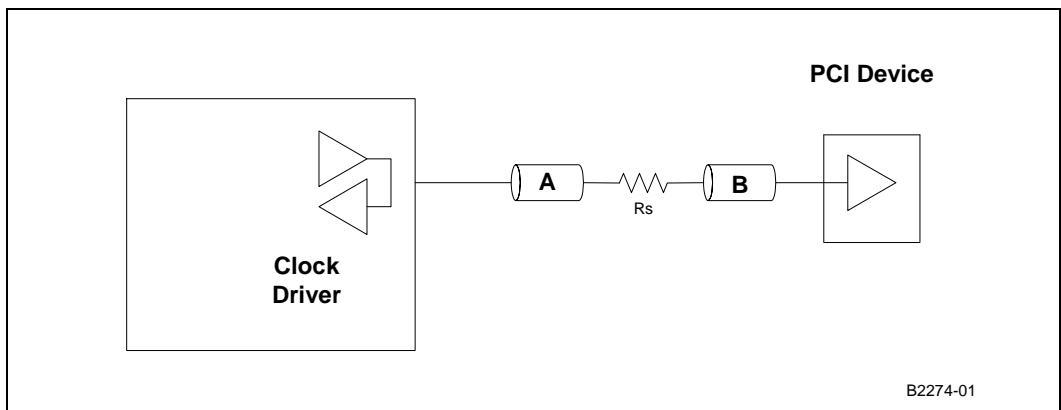 PCI Device
A
B
Rs
Clock
Driver
B2274-01